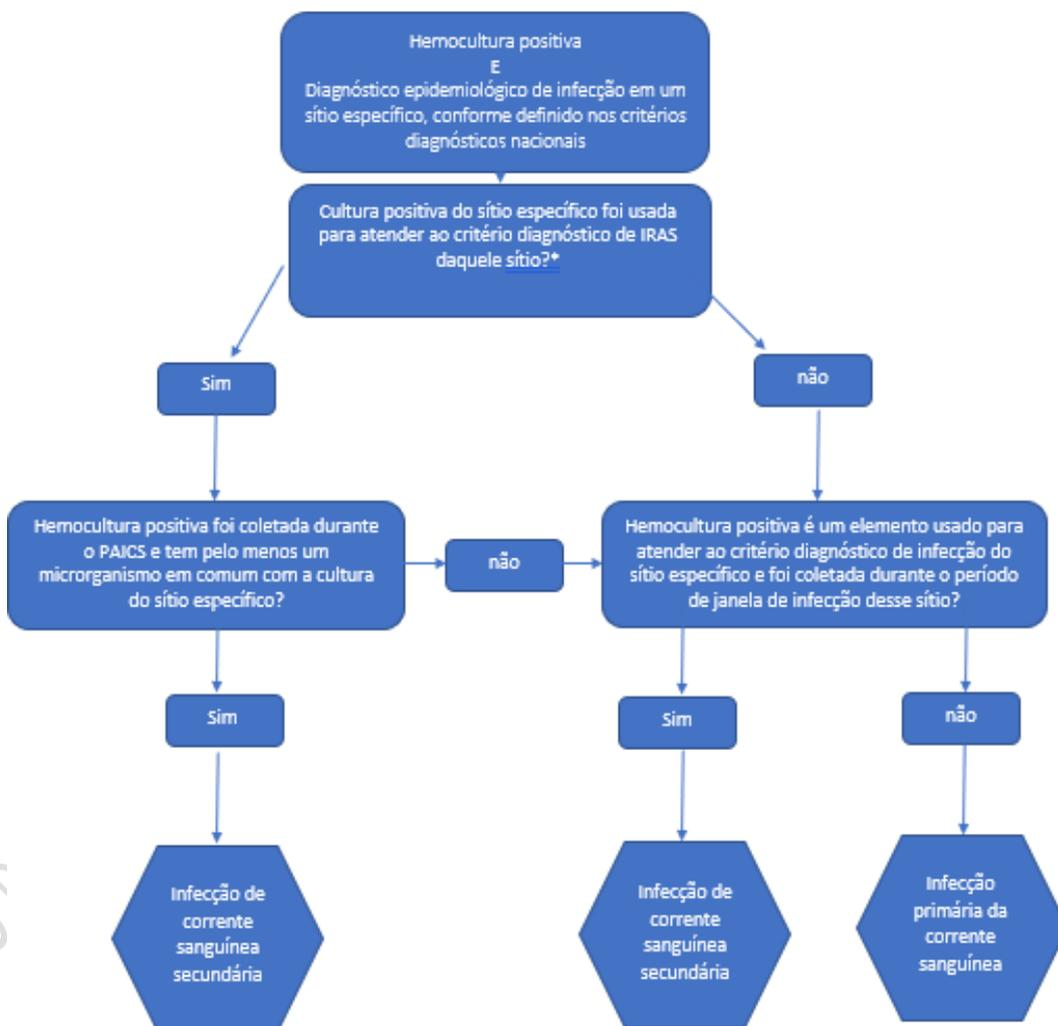 Hemocultura positiva
E
Diagnóstico epidemiológico de infecção em um
sítio específico, conforme definido nos critérios
diagnósticos nacionais
Cultura positiva do sítio específico foi usada
para atender ao critério diagnóstico de IRAS
daquele sítio?*
Sim
não
Hemocultura positiva foi coletada durante
o PAICS e tem pelo menos um
microrganismo em comum com a cultura
do sítio específico?
não
Hemocultura positiva é um elemento usado para
atender ao critério diagnóstico de infecção do
sítio específico e foi coletada durante o período
de janela de infecção desse sítio?
Sim
Sim
não
Infecção de
corrente
sanguínea
secundária
Infecção de
corrente
sanguínea
secundária
Infecção
primária da
corrente
sanguínea